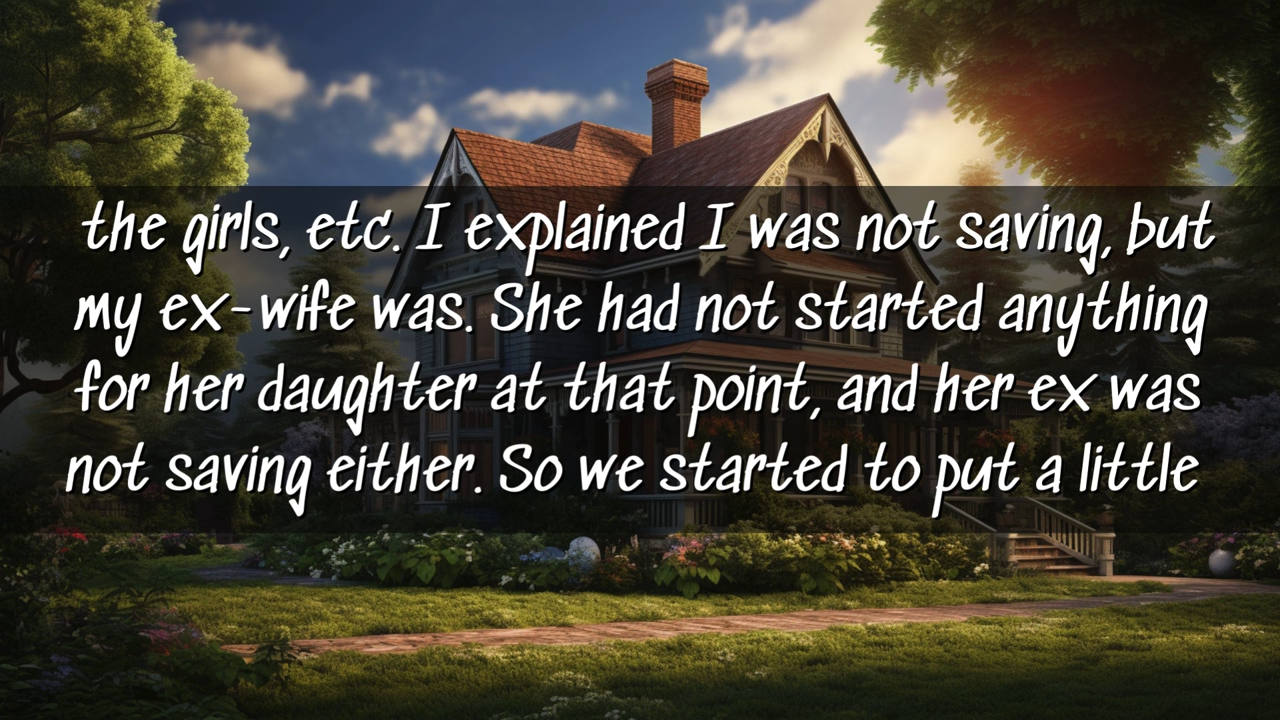 the girls, etc. I explained I was not saving, but
my ex-wife was. She had not started anything
for her daughter at that point, and her ex was
not saving either. So we started to put a little